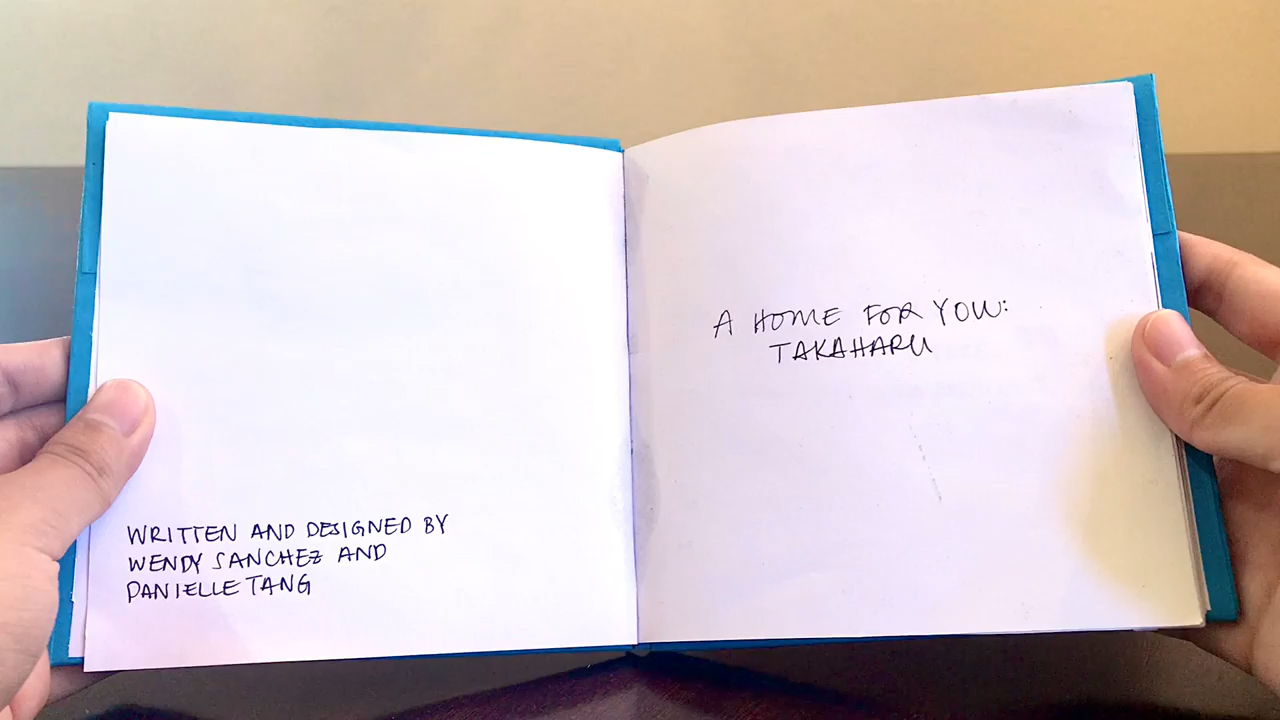 WRITTEN AND DESIGNED BY
WENDY SANCHEZ AND
DANIELLE TANG
A HOME FOR YOU:
TAKAHARU